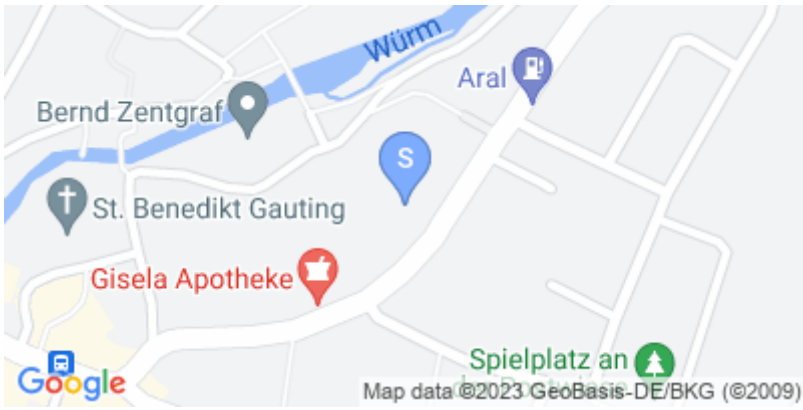 Würm
Aral
Bernd Zentgraf
S
St. Benedikt Gauting
Gisela Apotheke
Spielplatz an
Google
Map data ©2023 GeoBasis-DE/BKG (©2009)